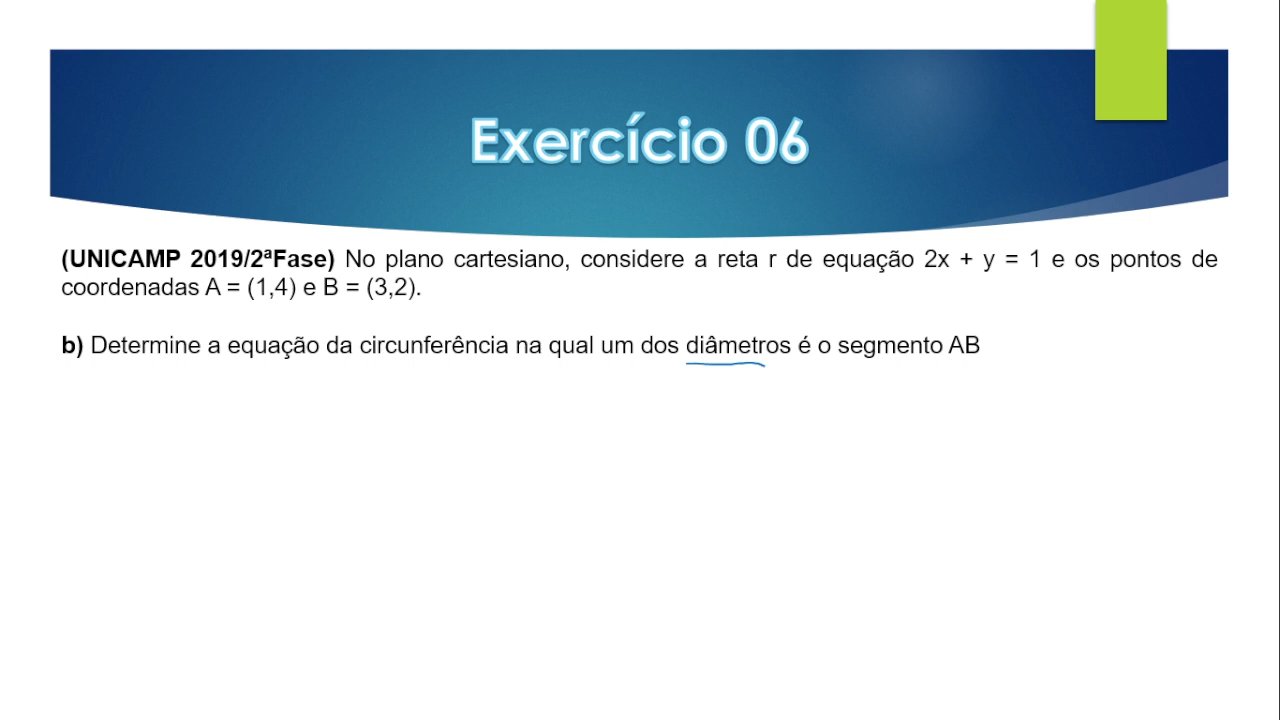 Exercício 06
(UNICAMP 2019/2ªFase) No plano cartesiano, considere a reta r de equação 2x + y = 1 e os pontos de
coordenadas A = (1,4) e B = (3,2).
b) Determine a equação da circunferência na qual um dos diâmetros é o segmento AB